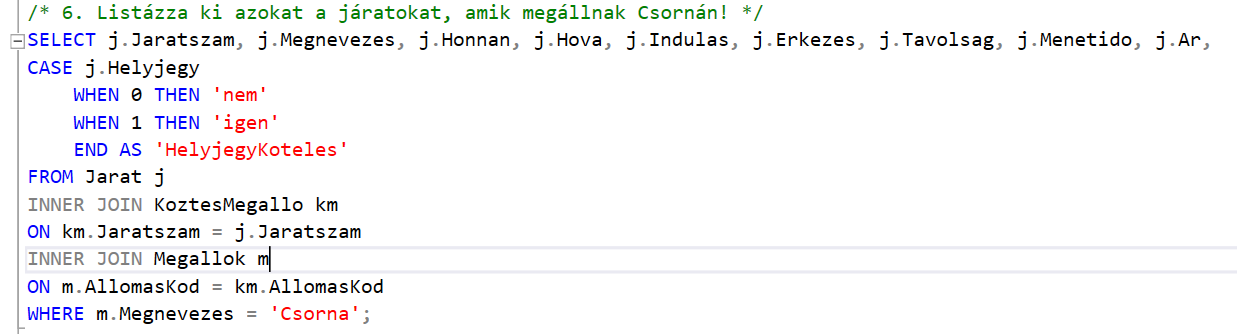 /* 6. Listázza ki azokat a járatokat, amik megállnak Csornán! */
SELECT j.Jaratszam, j.Megnevezes, j.Honnan, j.Hova, j.Indulas, j.Erkezes, j.Tavolsag, j.Menetido, j.Ar,
CASE j.Helyjegy
    WHEN 0 THEN 'nem'
    WHEN 1 THEN 'igen'
    END AS 'HelyjegyKoteles'
FROM Jarat j
INNER JOIN KoztesMegallo km
ON km.Jaratszam = j.Jaratszam
INNER JOIN Megallok m
ON m.AllomasKod = km.AllomasKod
WHERE m.Megnevezes = 'Csorna';